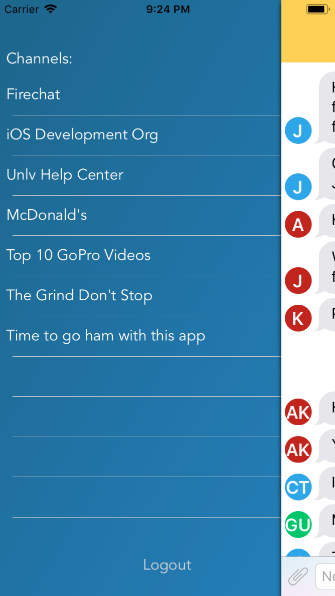 Carrier 9:24 PM
Channels:
Firechat
iOS Development Org
Unlv Help Center
McDonald's
Top 10 GoPro Videos
The Grind Don't Stop
Time to go ham with this app
Logout
J
J
A
J
K
AK
AK
CT
GU
Ne